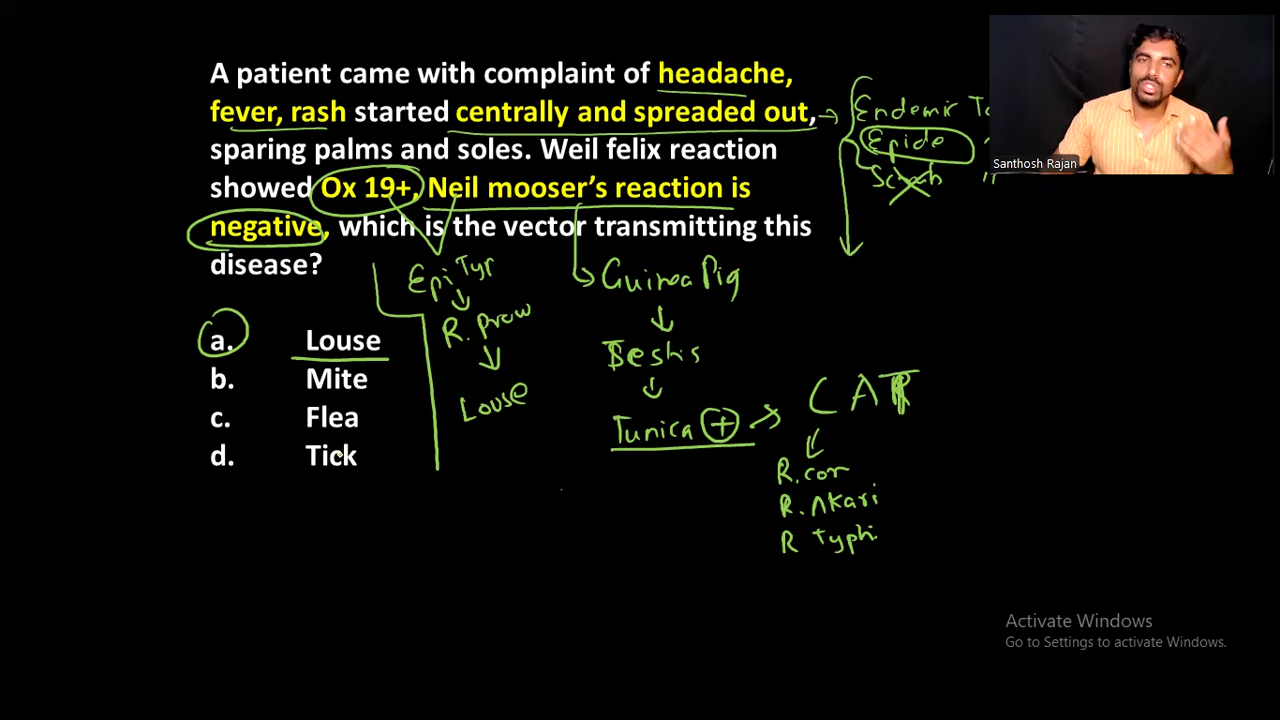 A patient came with complaint of headache,
fever, rash started centrally and spreaded out,
sparing palms and soles. Weil felix reaction
showed Ox 19+, Neil mooser's reaction is
negative, which is the vector transmitting this
disease?
a. Louse
b. Mite
c. Flea
d. Tick
Endemic
Epide
Scrub
Santhosh Rajan
Epi Typ
R. prow
Louse
Guinea Pig
Testis
Tunica +
CAT
R. con
R. Akari
R typhi
Activate Windows
Go to Settings to activate Windows.